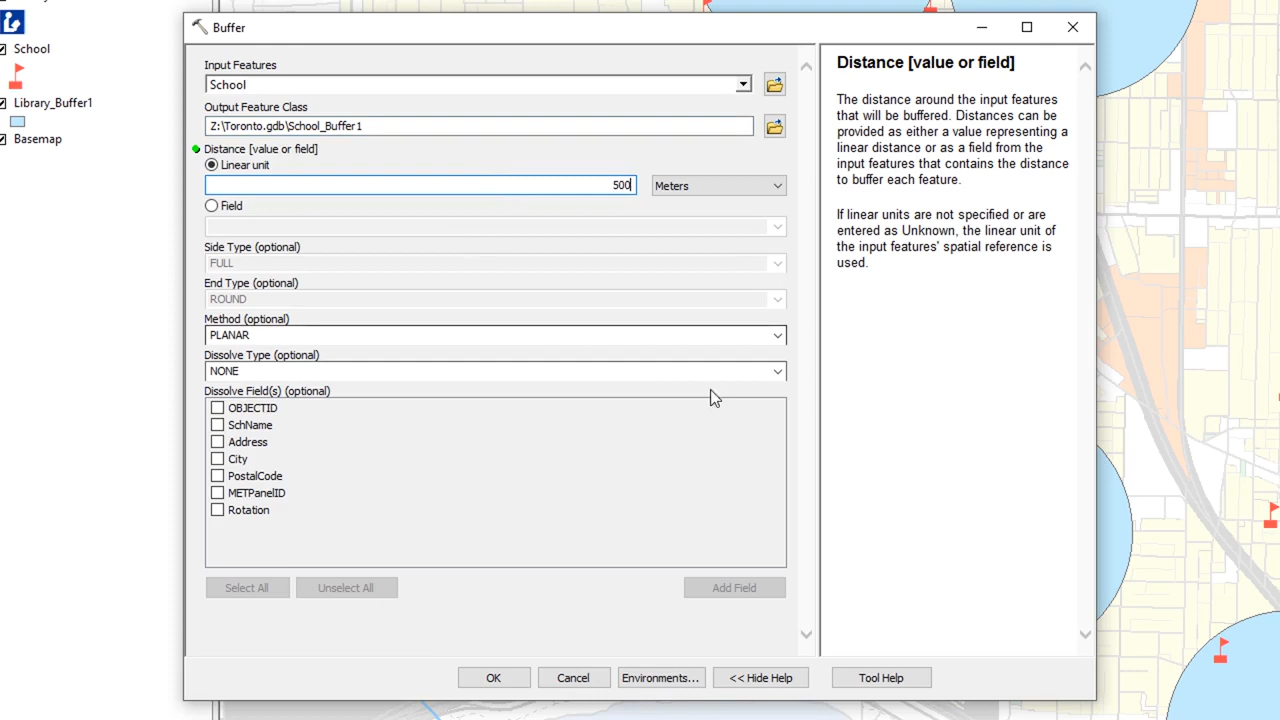 School
Library_Buffer1
Basemap
Buffer
Input Features
School
Output Feature Class
Z:\Toronto.gdb\School_Buffer1
Distance [value or field]
Linear unit
500 Meters
Field
Side Type (optional)
FULL
End Type (optional)
ROUND
Method (optional)
PLANAR
Dissolve Type (optional)
NONE
Dissolve Field(s) (optional)
OBJECTID
SchName
Address
City
PostalCode
METPanelID
Rotation
Select All Unselect All Add Field
OK Cancel Environments... << Hide Help Tool Help
Distance [value or field]
The distance around the input features
that will be buffered. Distances can be
provided as either a value representing a
linear distance or as a field from the
input features that contains the distance
to buffer each feature.
If linear units are not specified or are
entered as Unknown, the linear unit of
the input features' spatial reference is
used.